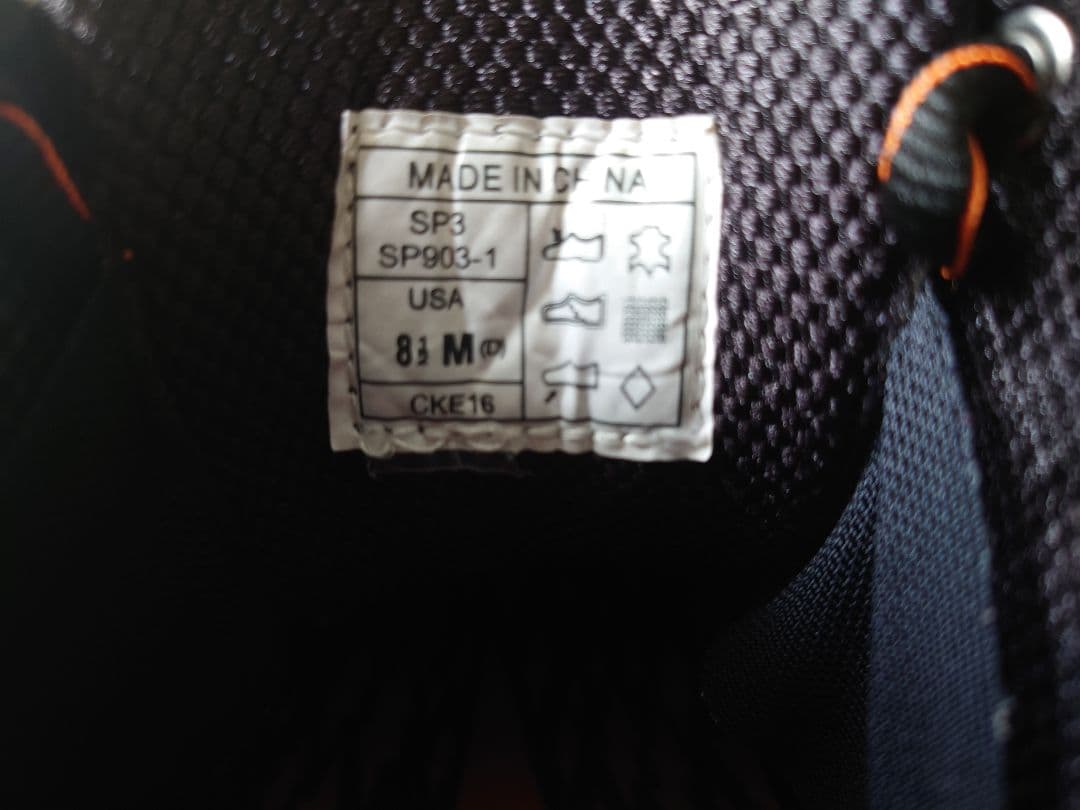 MADE IN CHINA
SP3
SP903-1
USA
8½ M (D)
CKE16